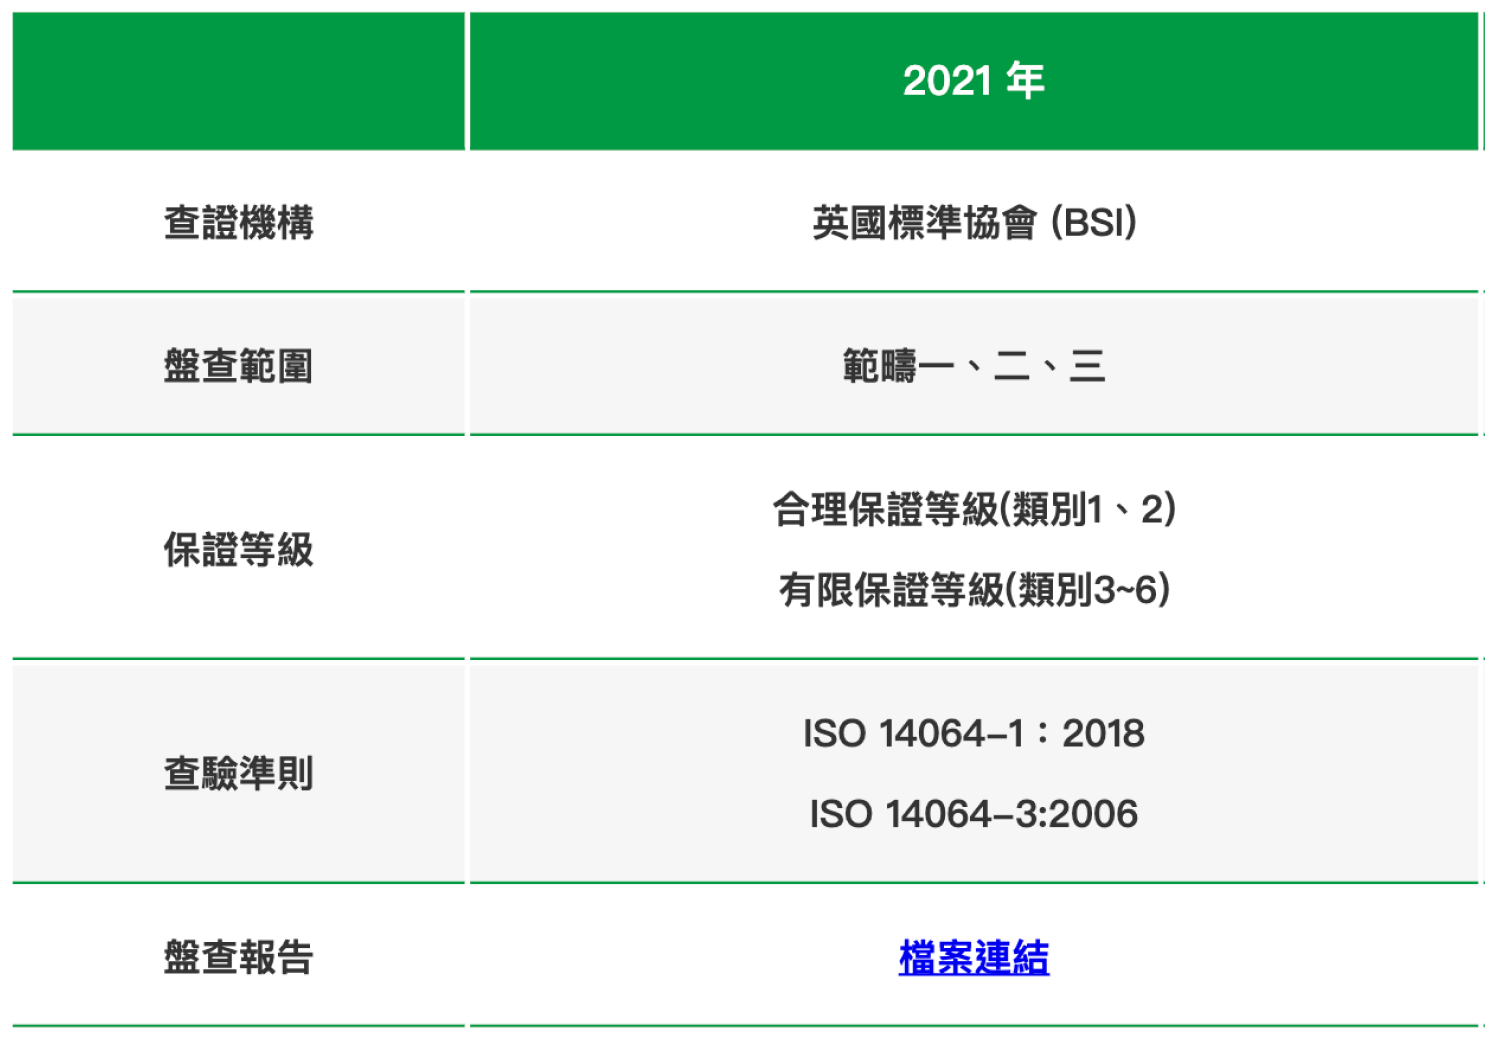 2021 年
查證機構
英國標準協會 (BSI)
盤查範圍
範疇一、二、三
保證等級
合理保證等級(類別1、2)
有限保證等級(類別3~6)
查驗準則
ISO 14064–1：2018
ISO 14064–3:2006
盤查報告
檔案連結